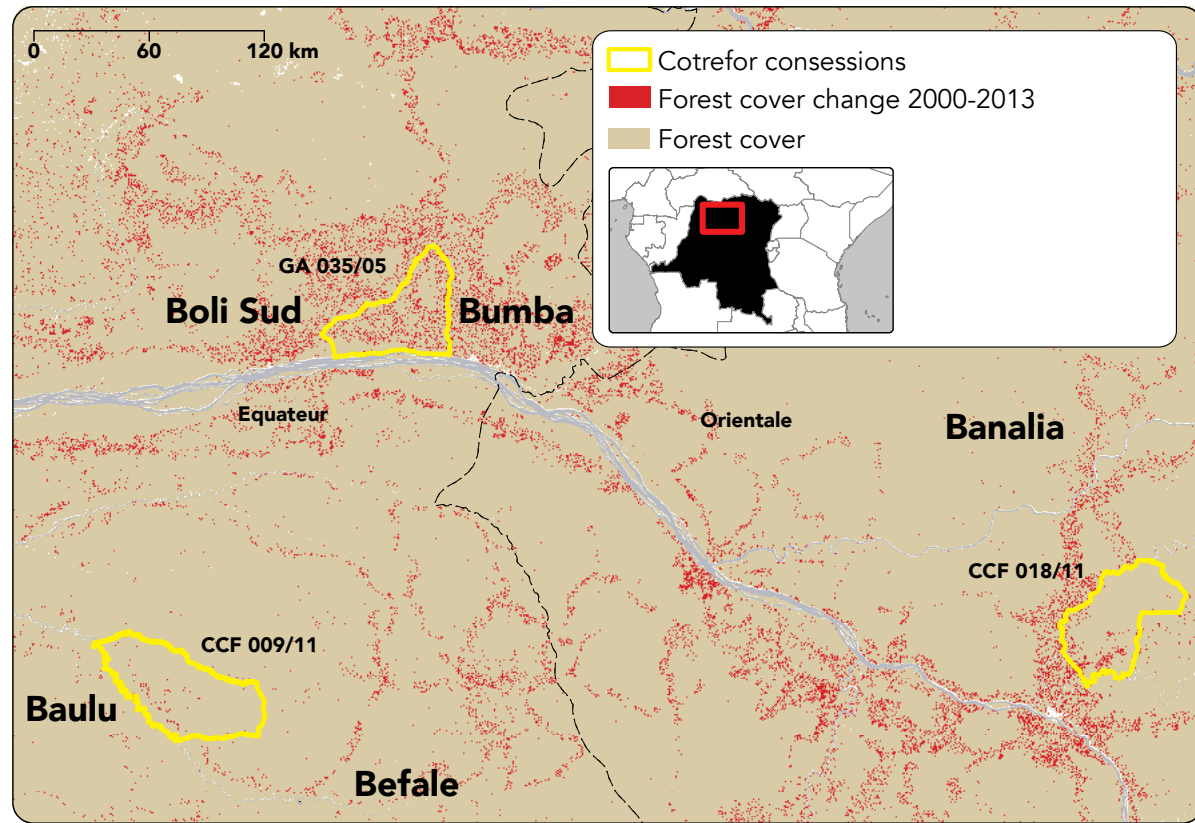 0 60 120 km
Cotrefor consessions
Forest cover change 2000-2013
Forest cover
GA 035/05
Boli Sud
Bumba
Equateur
Orientale
Banalia
CCF 018/11
CCF 009/11
Baulu
Befale